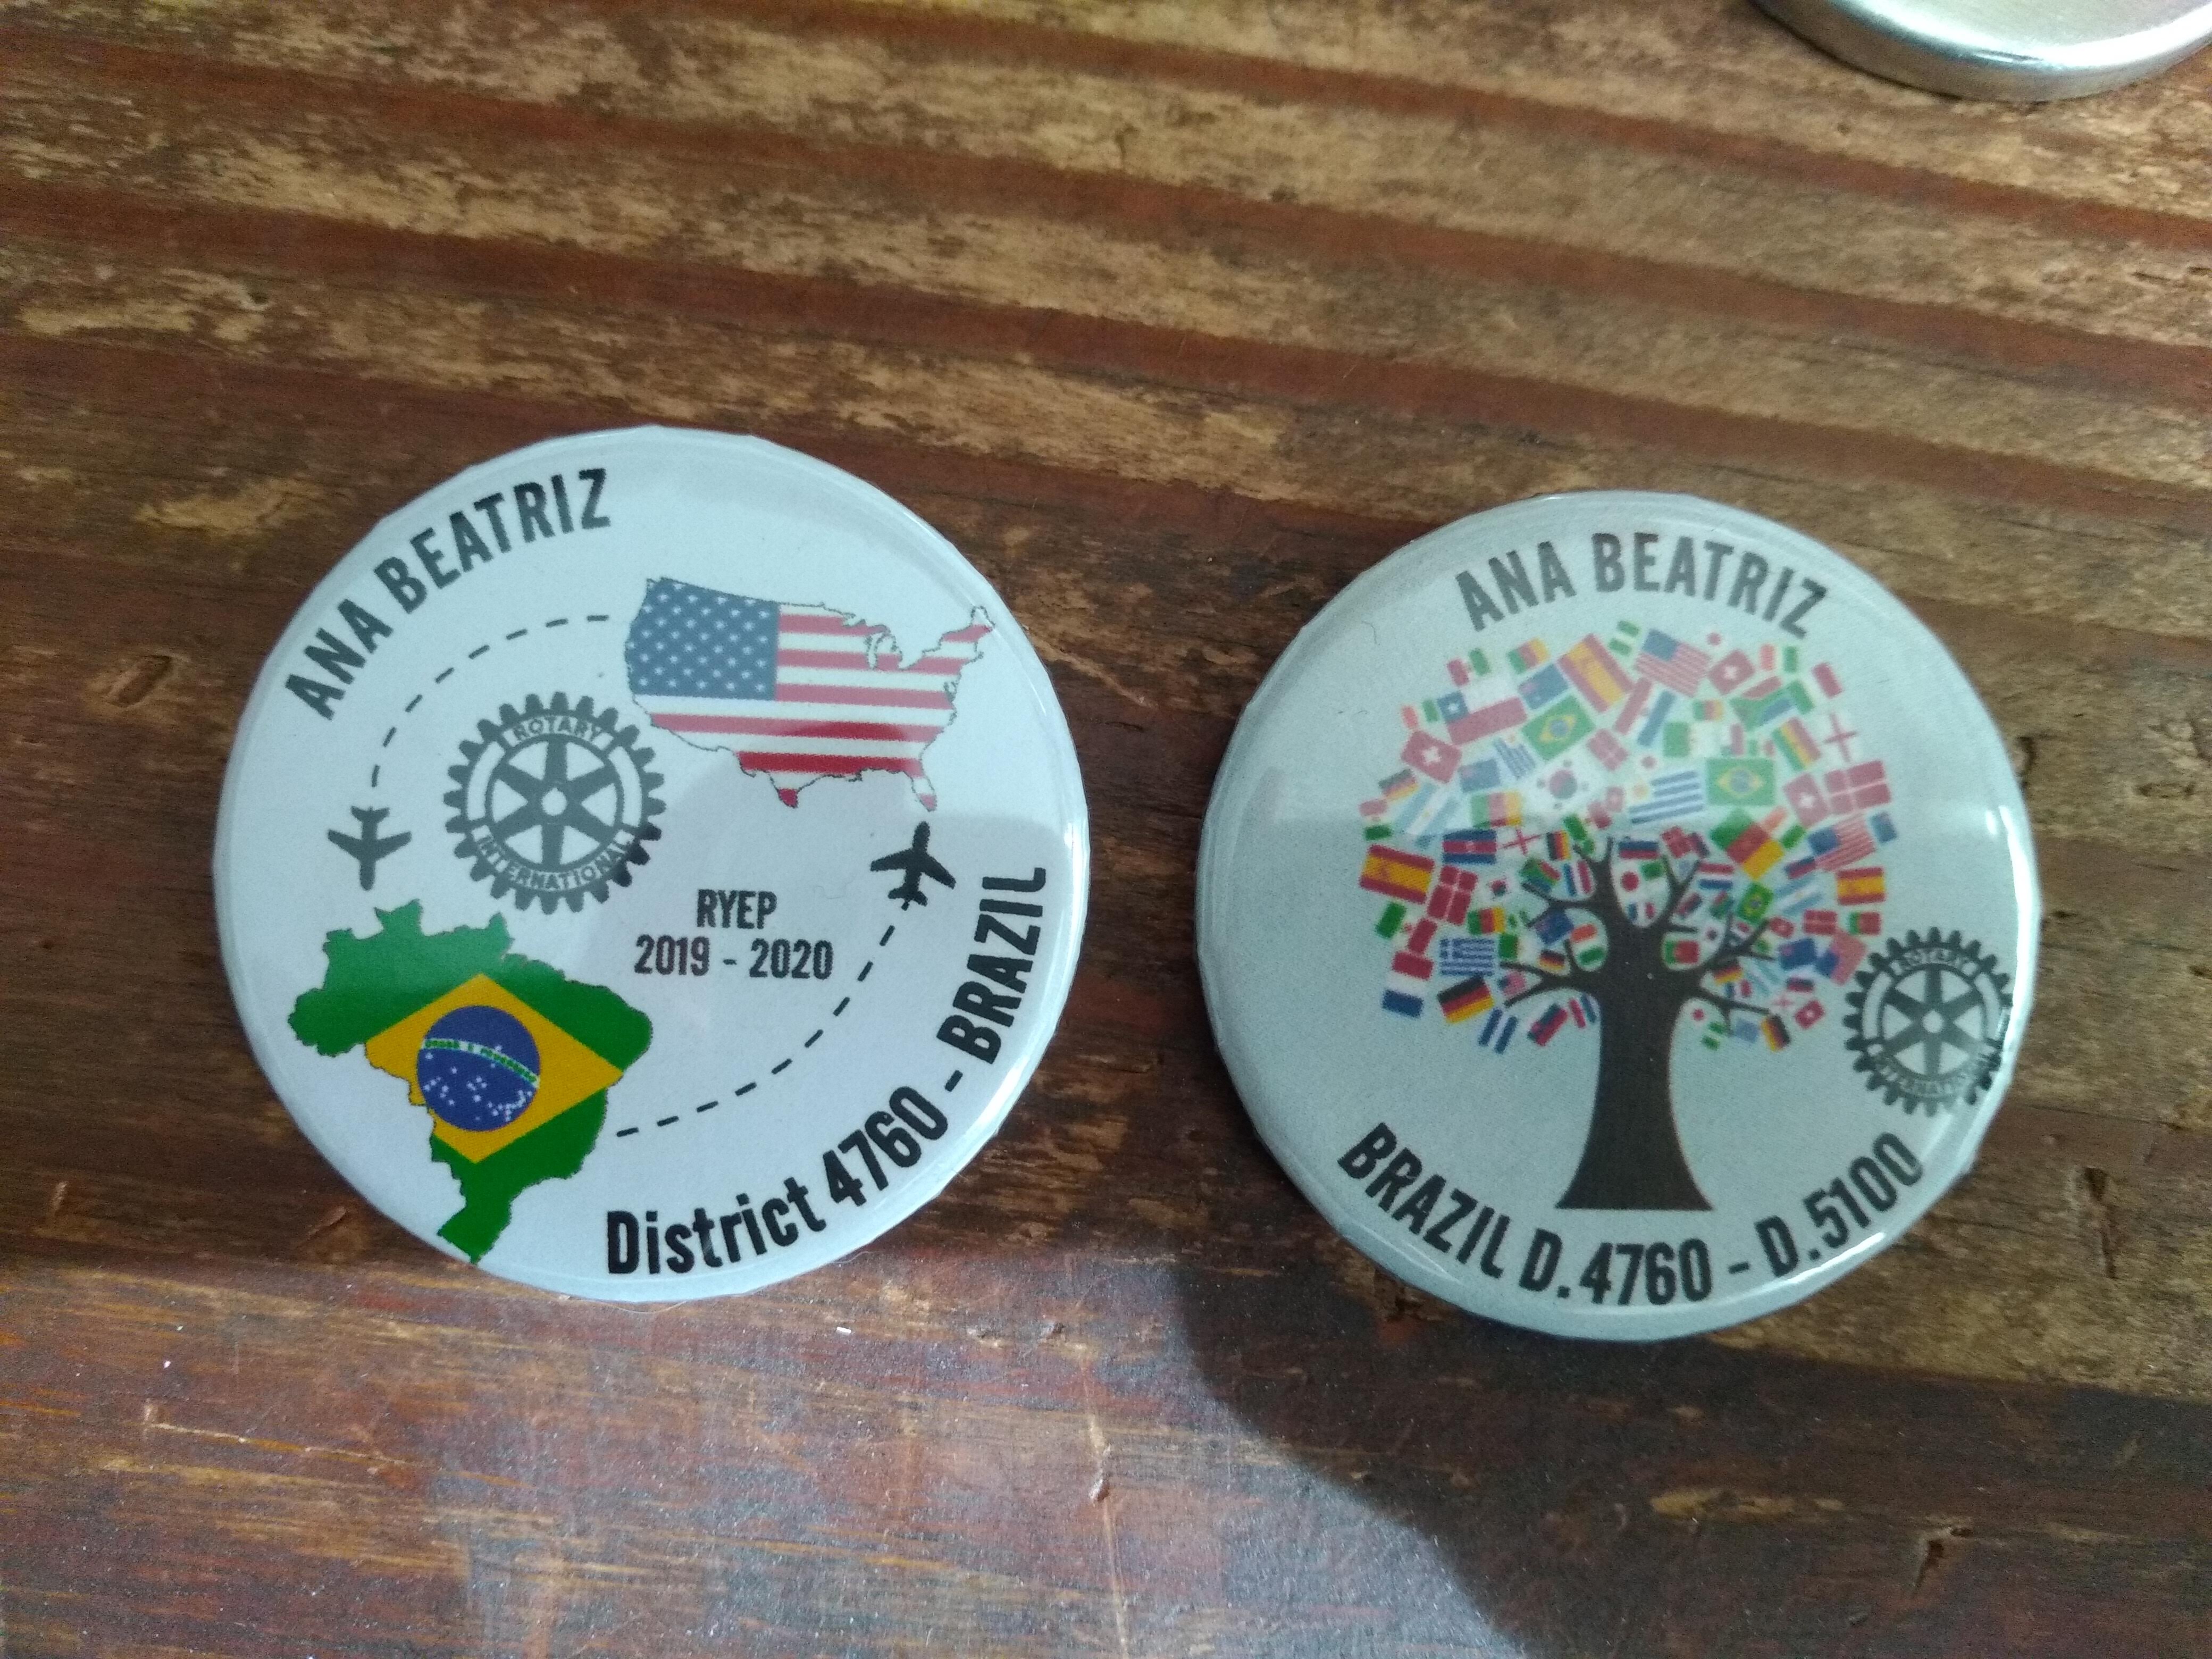 ANA BEATRIZ
ROTARY
INTERNATIONAL
RYEP
2019 - 2020
District 4760 - BRAZIL
ANA BEATRIZ
ROTARY
INTERNATIONAL
BRAZIL D.4760 - D.5100